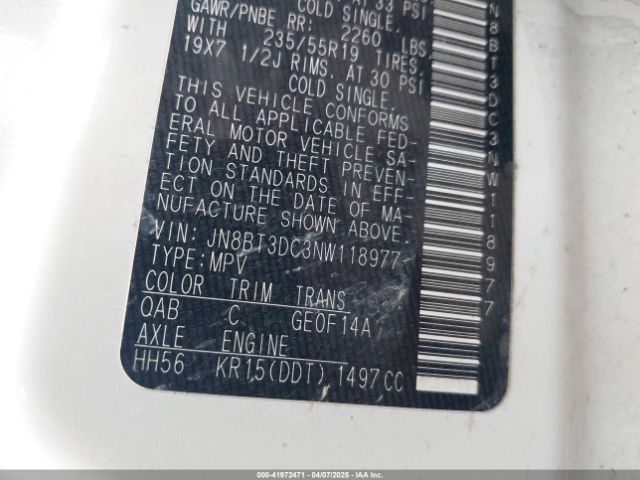 AT 33 PSI
COLD SINGLE.
GAWR/PNBE RR: 2260 LBS
WITH 235/55R19 TIRES,
19X7 1/2J RIMS, AT 30 PSI
COLD SINGLE.
THIS VEHICLE CONFORMS
TO ALL APPLICABLE FED-
ERAL MOTOR VEHICLE SA-
FETY AND THEFT PREVEN-
TION STANDARDS IN EFF-
ECT ON THE DATE OF MA-
NUFACTURE SHOWN ABOVE.
VIN: JN8BT3DC3NW118977
TYPE: MPV
COLOR TRIM TRANS
QAB C GE0F14A
AXLE ENGINE
HH56 KR15(DDT) 1497CC
N8BT3DC3NW118977
000-41972471 - 04/07/2025 - IAAI.COM